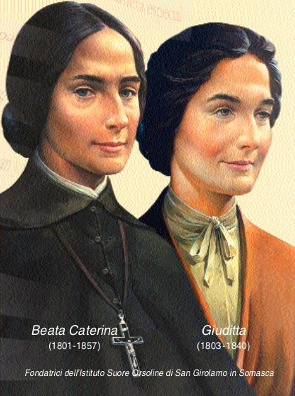 Beata Caterina
(1801-1857)
Giuditta
(1803-1840)
Fondatrici dell'Istituto Suore Orsoline di San Girolamo in Somasca